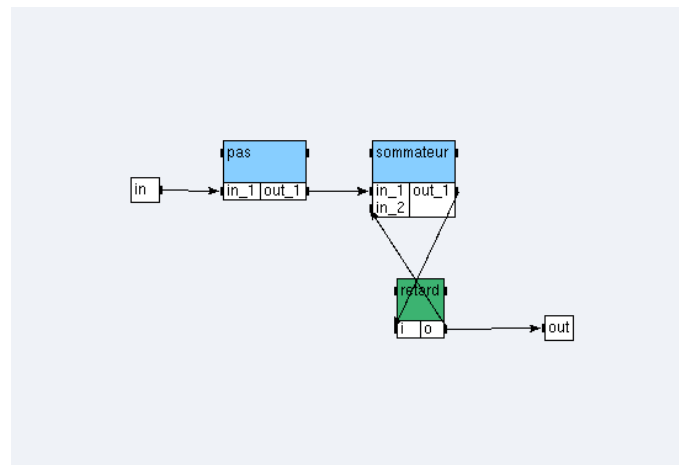 pas
sommateur
in
in_1 out_1
in_1 out_1
in_2
retard
i o
out